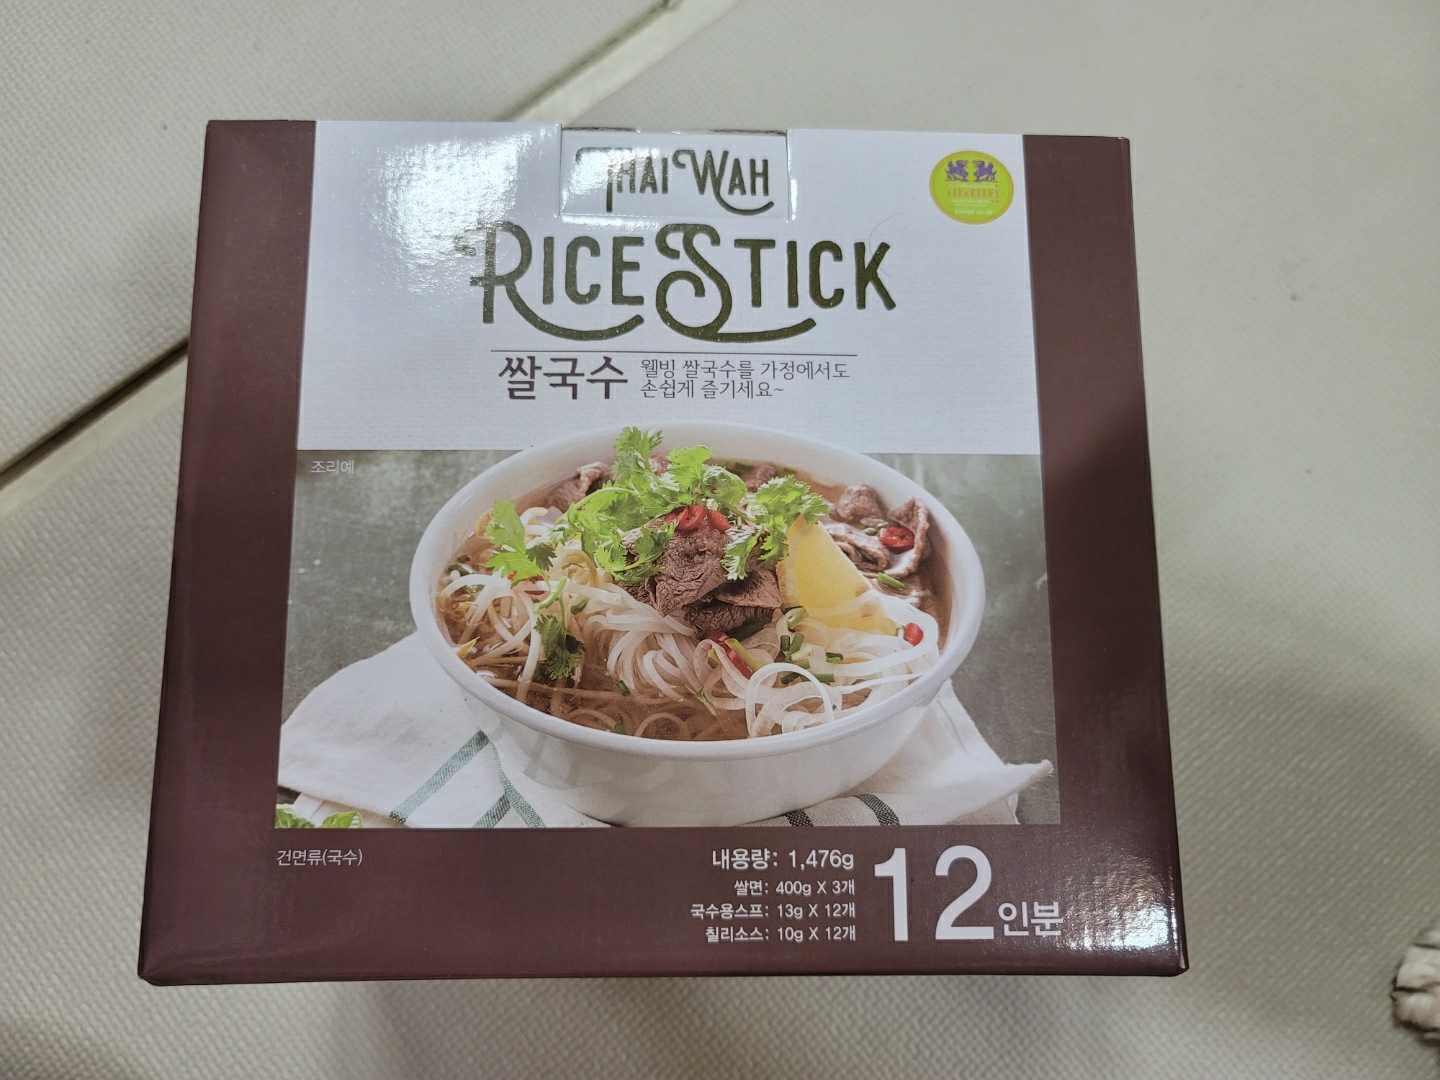 THAI WAH
RICE STICK
쌀국수
웰빙 쌀국수를 가정에서도
손쉽게 즐기세요~
조리예
건면류(국수)
내용량: 1,476g
쌀면: 400g X 3개
국수용스프: 13g X 12개
칠리소스: 10g X 12개
12인분